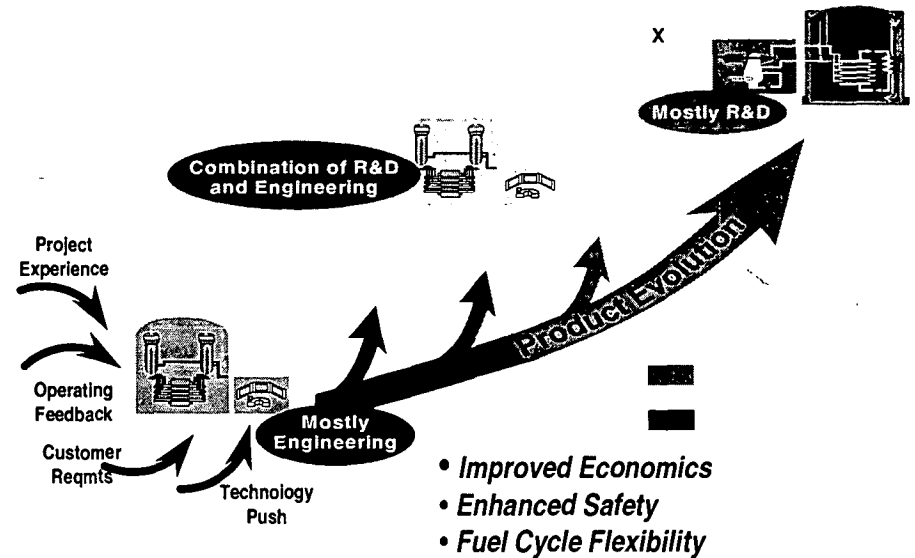 X
Mostly R&D
Combination of R&D
and Engineering
Project
Experience
Product Evolution
Operating
Feedback
Mostly
Engineering
Customer
Reqmts
Technology
Push
• Improved Economics
• Enhanced Safety
• Fuel Cycle Flexibility